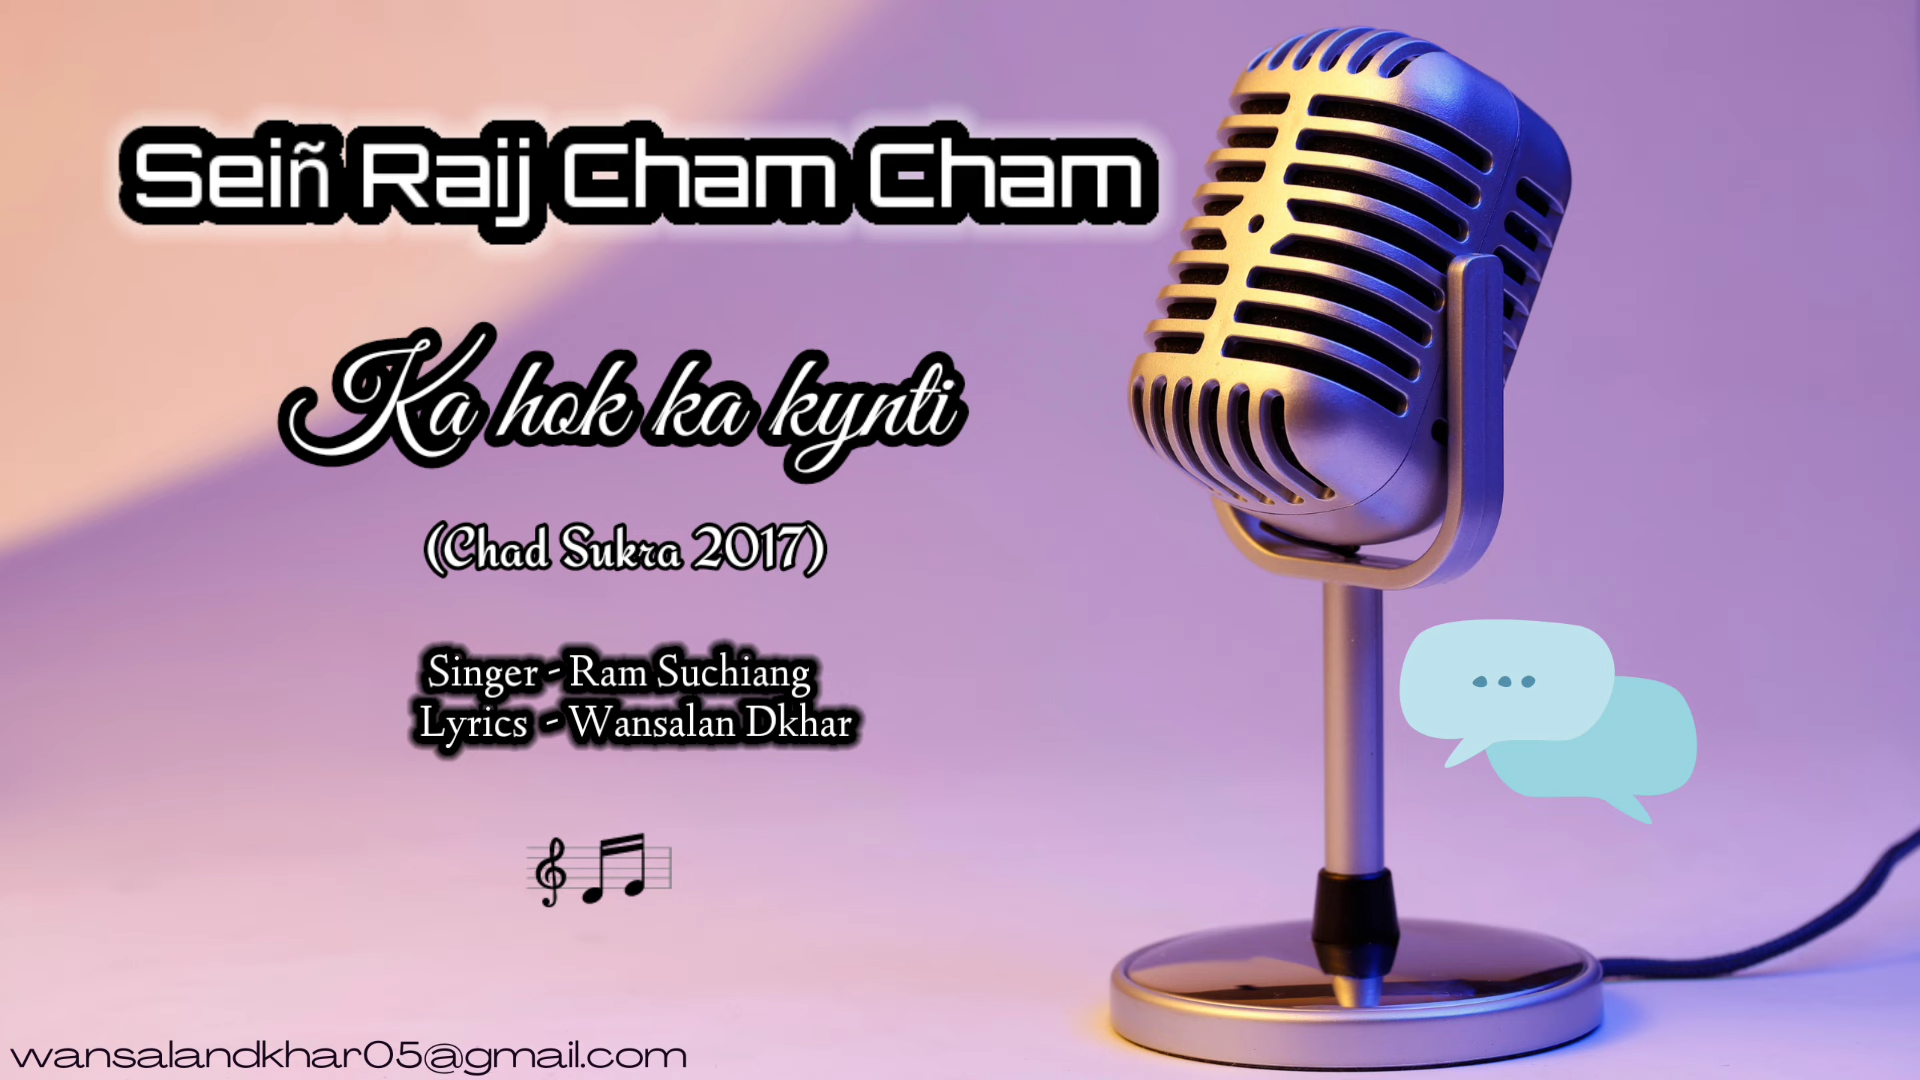 Seiñ Raij Cham Cham
Ka hok ka kynti
(Chad Sukra 2017)
Singer - Ram Suchiang
Lyrics - Wansalan Dkhar
wansalandkhar05@gmail.com